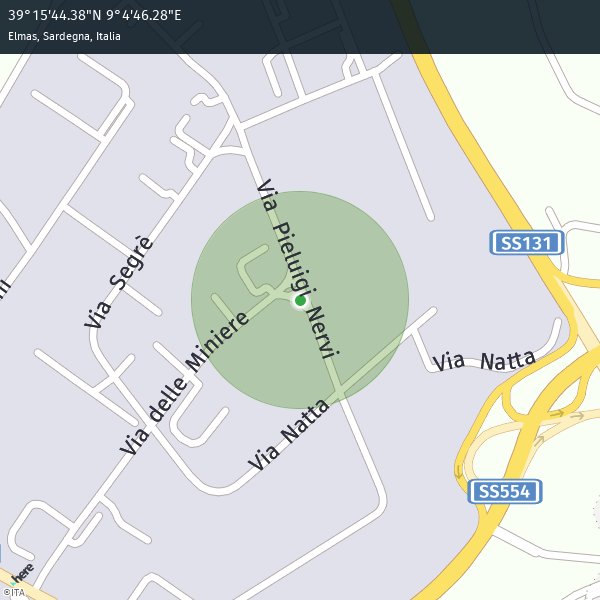 39°15'44.38"N 9°4'46.28"E
Elmas, Sardegna, Italia
Via Pieluigi Nervi
SS131
Via Segrè
Via delle Miniere
Via Natta
Via Natta
SS554
here
©ITA